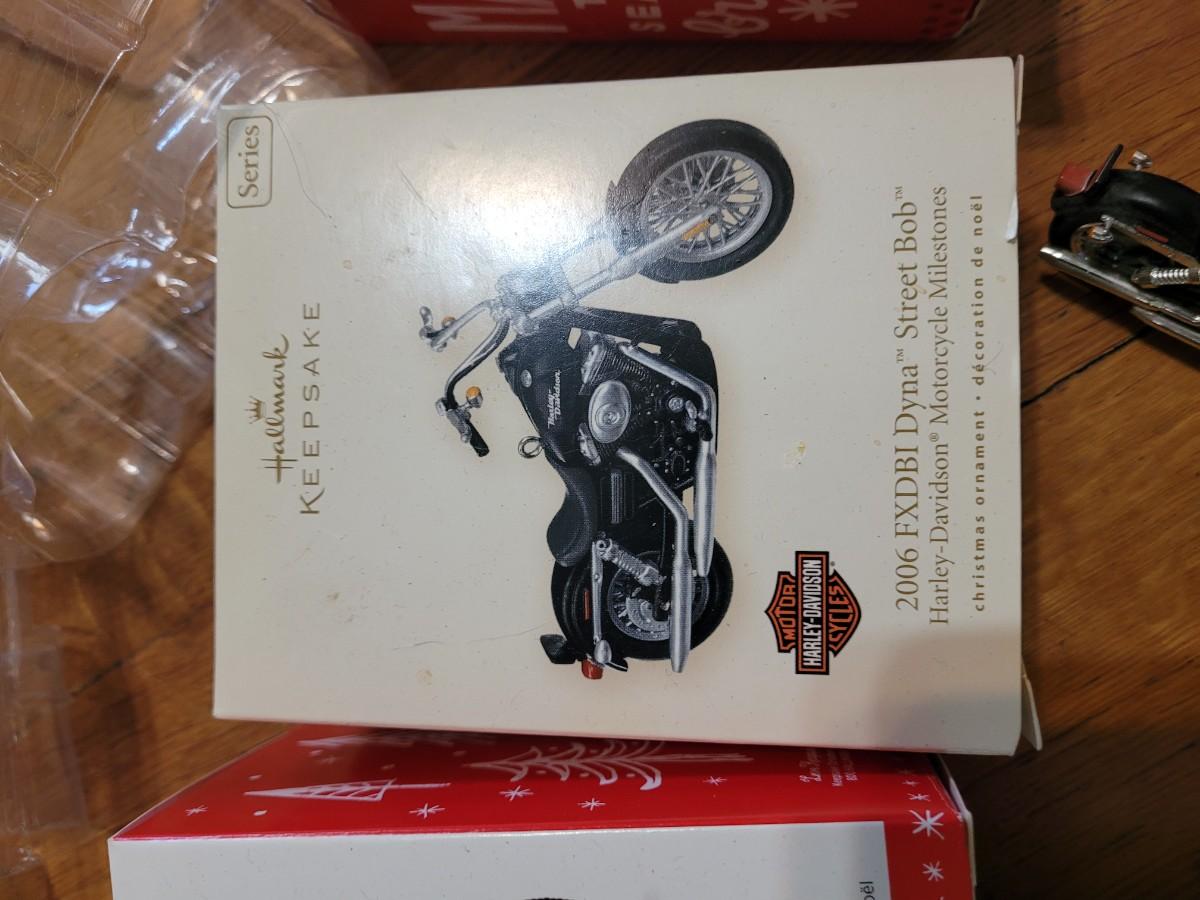 Series
Hallmark
KEEPSAKE
Harley-Davidson
MOTOR
HARLEY-DAVIDSON
CYCLES
2006 FXDBI Dyna™ Street Bob™
Harley-Davidson® Motorcycle Milestones
christmas ornament • décoration de noël